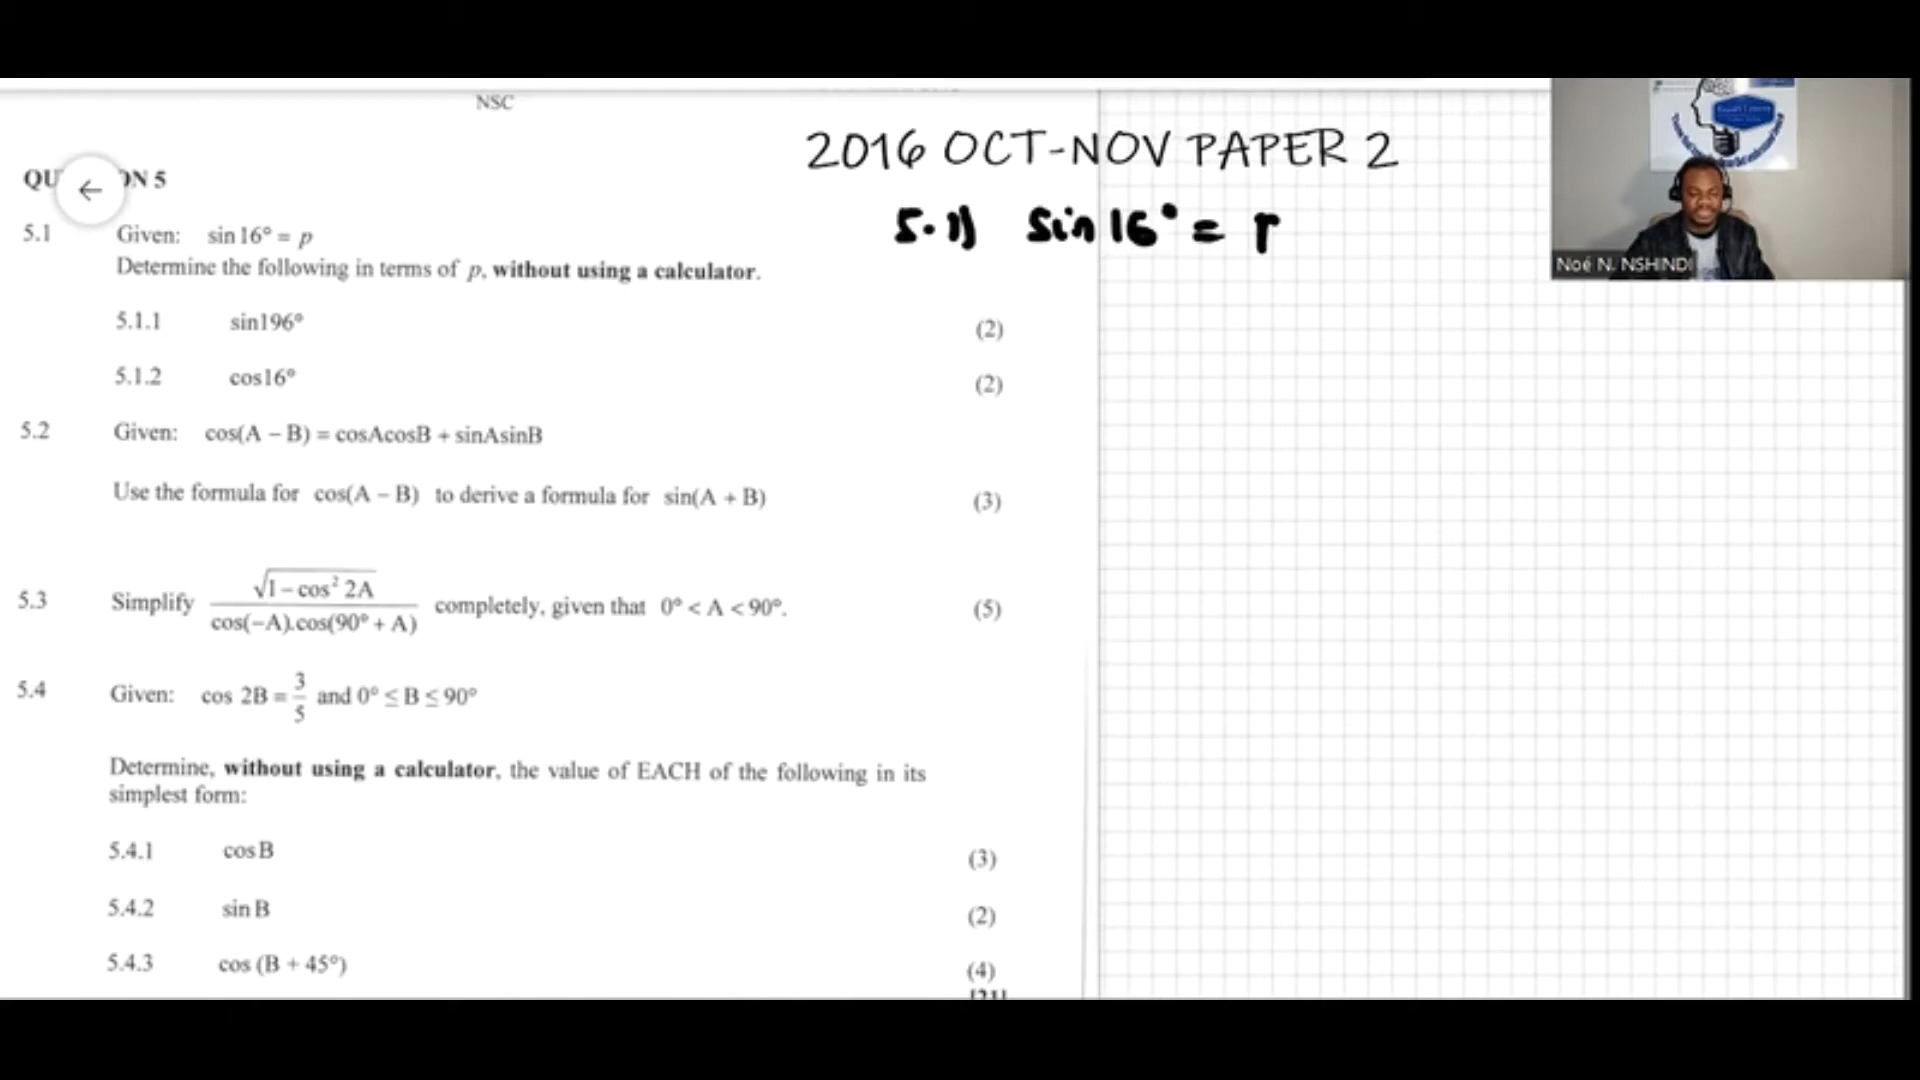 NSC
2016 OCT-NOV PAPER 2
QU ON 5
5.1) sin 16° = p
5.1 Given: sin 16° = p
Determine the following in terms of p, without using a calculator.
5.1.1 sin196° (2)
5.1.2 cos16° (2)
5.2 Given: cos(A – B) = cosAcosB + sinAsinB
Use the formula for cos(A – B) to derive a formula for sin(A + B) (3)
5.3 Simplify √(1 – cos² 2A) / cos(–A).cos(90° + A) completely, given that 0° < A < 90°. (5)
5.4 Given: cos 2B = 3/5 and 0° ≤ B ≤ 90°
Determine, without using a calculator, the value of EACH of the following in its
simplest form:
5.4.1 cos B (3)
5.4.2 sin B (2)
5.4.3 cos (B + 45°) (4)
Noé N. NSHINDI